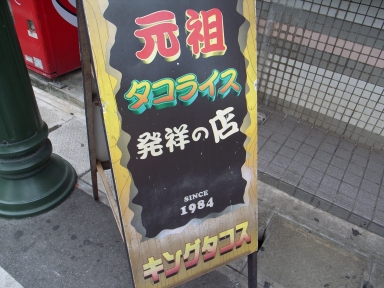 元祖
タコライス
発祥の店
SINCE
1984
キングタコス